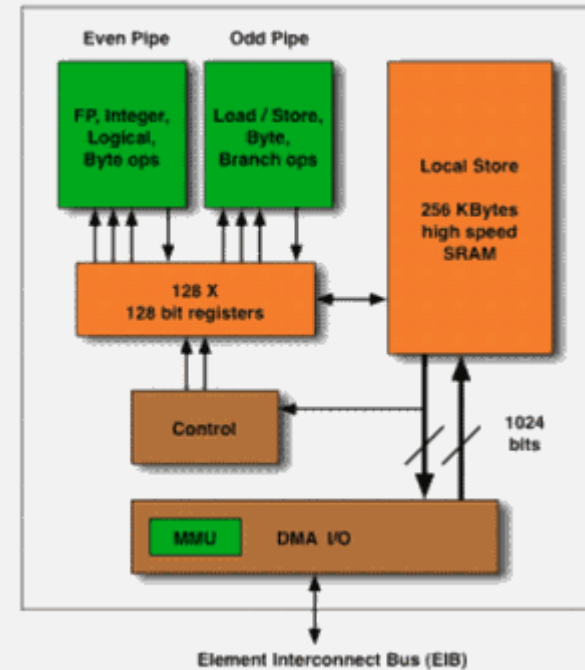 Even Pipe
Odd Pipe
FP, Integer,
Logical,
Byte ops
Load / Store,
Byte,
Branch ops
Local Store
256 KBytes
high speed
SRAM
128 X
128 bit registers
Control
1024
bits
MMU
DMA I/O
Element Interconnect Bus (EIB)